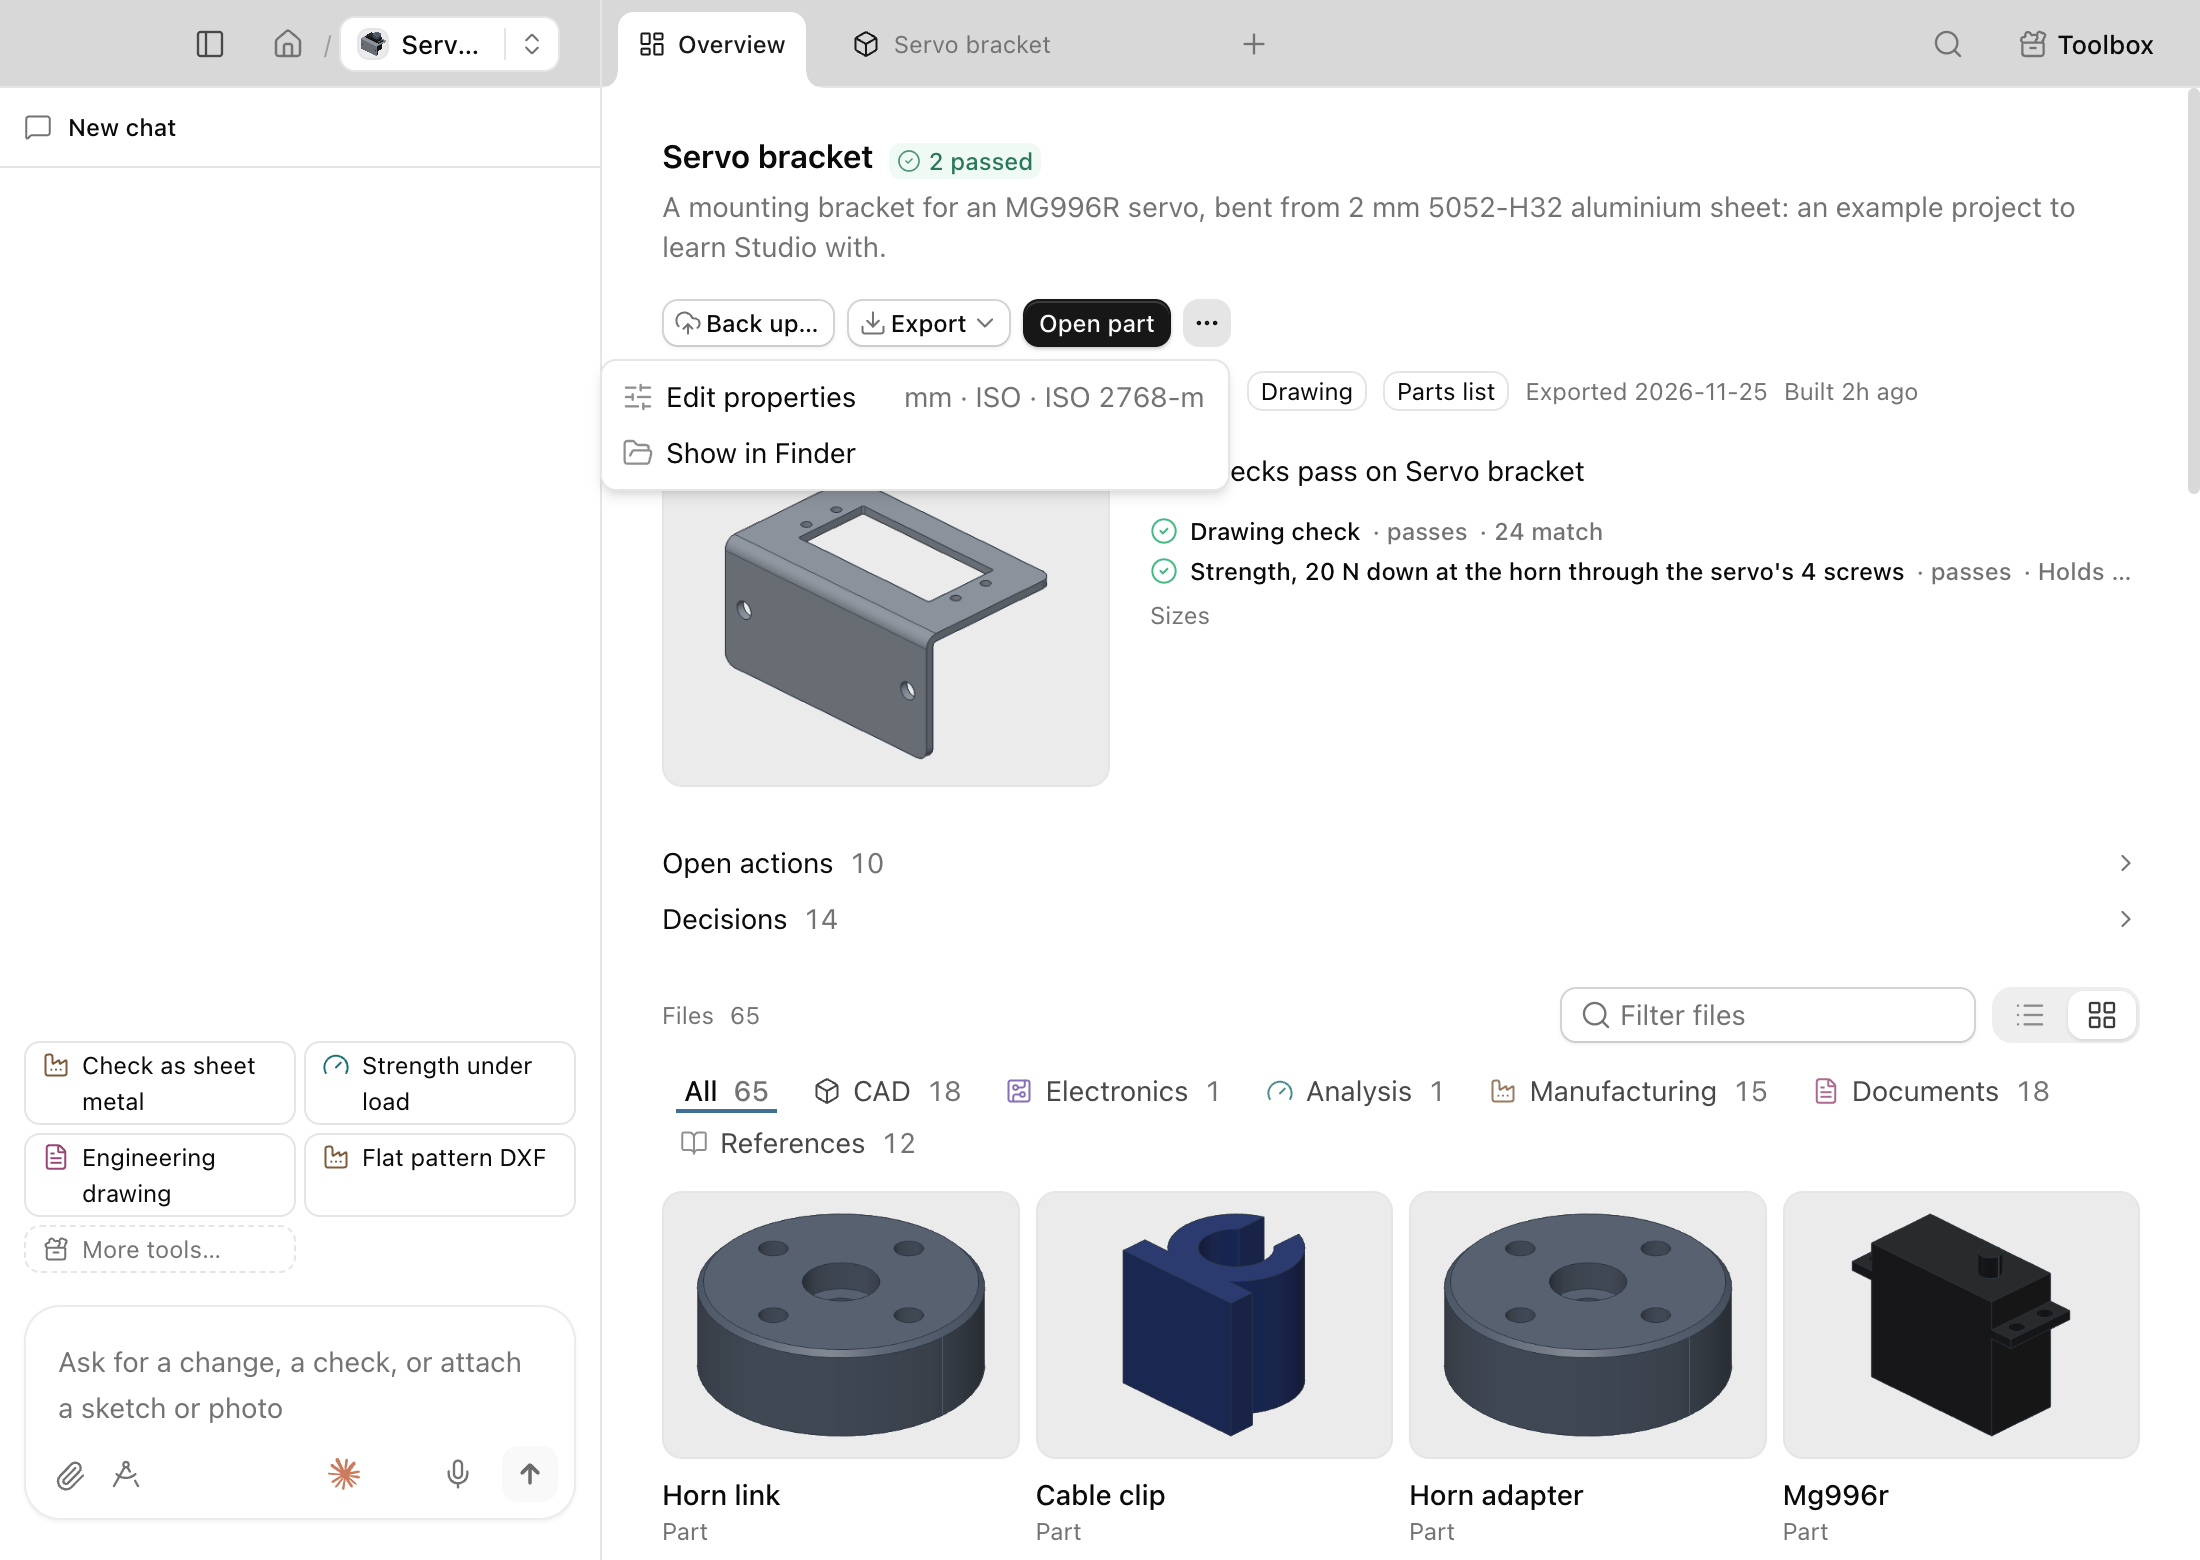 Serv...
Overview
Servo bracket
Toolbox
New chat
Servo bracket
2 passed
A mounting bracket for an MG996R servo, bent from 2 mm 5052-H32 aluminium sheet: an example project to
learn Studio with.
Back up...
Export
Open part
Edit properties mm · ISO · ISO 2768-m
Show in Finder
Drawing
Parts list
Exported 2026-11-25
Built 2h ago
ecks pass on Servo bracket
Drawing check · passes · 24 match
Strength, 20 N down at the horn through the servo's 4 screws · passes · Holds ...
Sizes
Open actions 10
Decisions 14
Files 65
Filter files
All 65
CAD 18
Electronics 1
Analysis 1
Manufacturing 15
Documents 18
References 12
Horn link
Part
Cable clip
Part
Horn adapter
Part
Mg996r
Part
Check as sheet
metal
Strength under
load
Engineering
drawing
Flat pattern DXF
More tools...
Ask for a change, a check, or attach
a sketch or photo